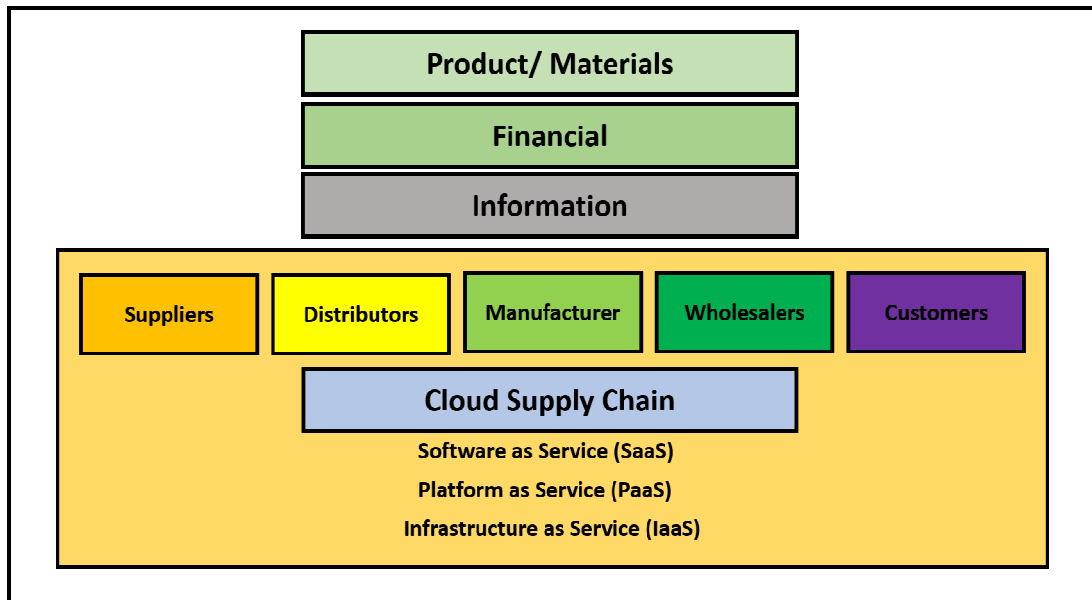 Product/ Materials
Financial
Information
Suppliers
Distributors
Manufacturer
Wholesalers
Customers
Cloud Supply Chain
Software as Service (SaaS)
Platform as Service (PaaS)
Infrastructure as Service (IaaS)